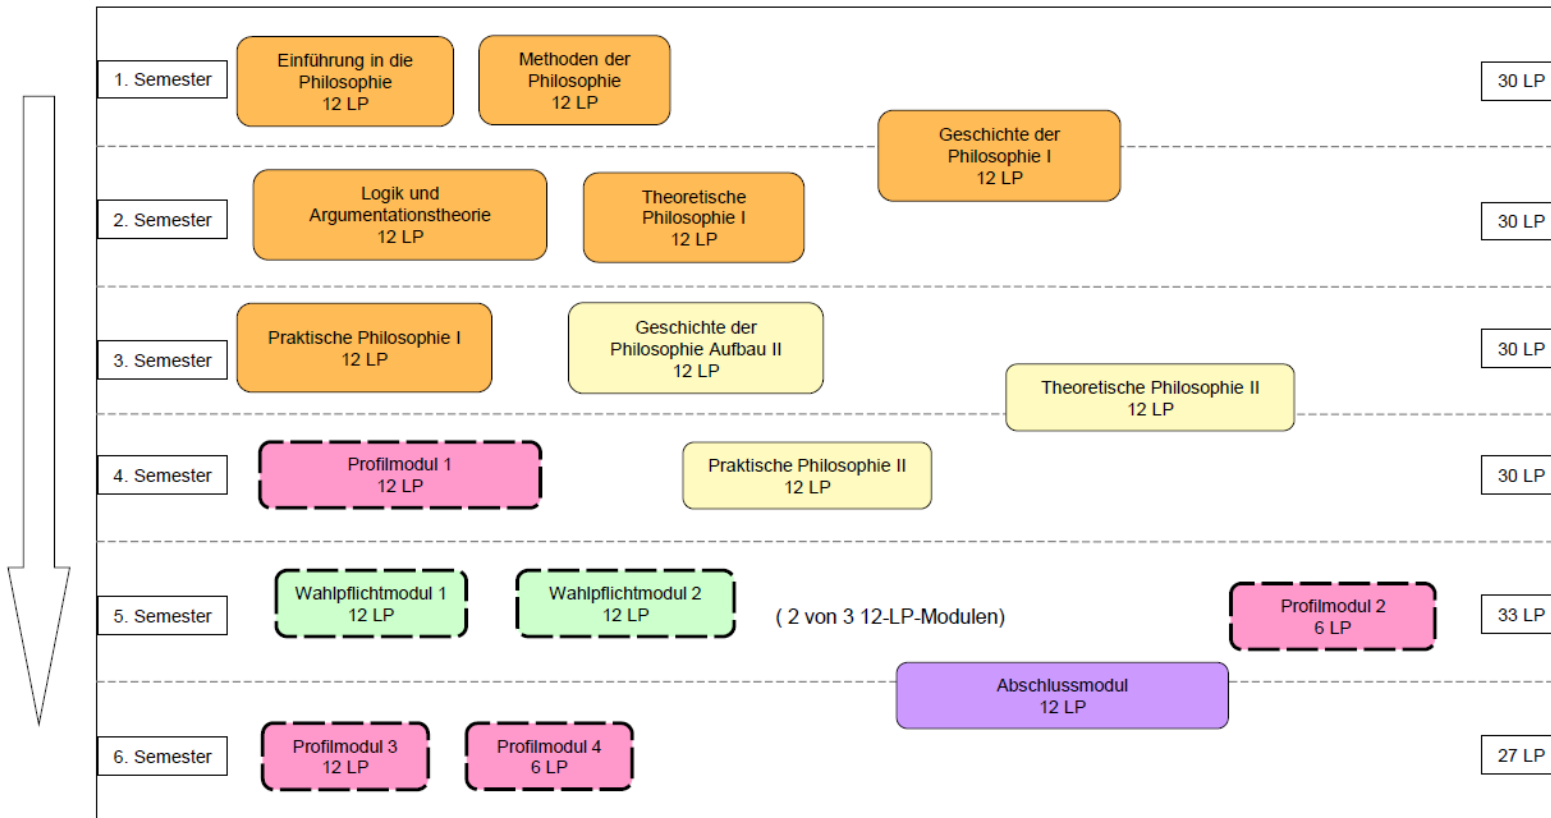 1. Semester
Einführung in die
Philosophie
12 LP
Methoden der
Philosophie
12 LP
30 LP
Geschichte der
Philosophie I
12 LP
2. Semester
Logik und
Argumentationstheorie
12 LP
Theoretische
Philosophie I
12 LP
30 LP
3. Semester
Praktische Philosophie I
12 LP
Geschichte der
Philosophie Aufbau II
12 LP
30 LP
Theoretische Philosophie II
12 LP
4. Semester
Profilmodul 1
12 LP
Praktische Philosophie II
12 LP
30 LP
5. Semester
Wahlpflichtmodul 1
12 LP
Wahlpflichtmodul 2
12 LP
( 2 von 3 12-LP-Modulen)
Profilmodul 2
6 LP
33 LP
Abschlussmodul
12 LP
6. Semester
Profilmodul 3
12 LP
Profilmodul 4
6 LP
27 LP